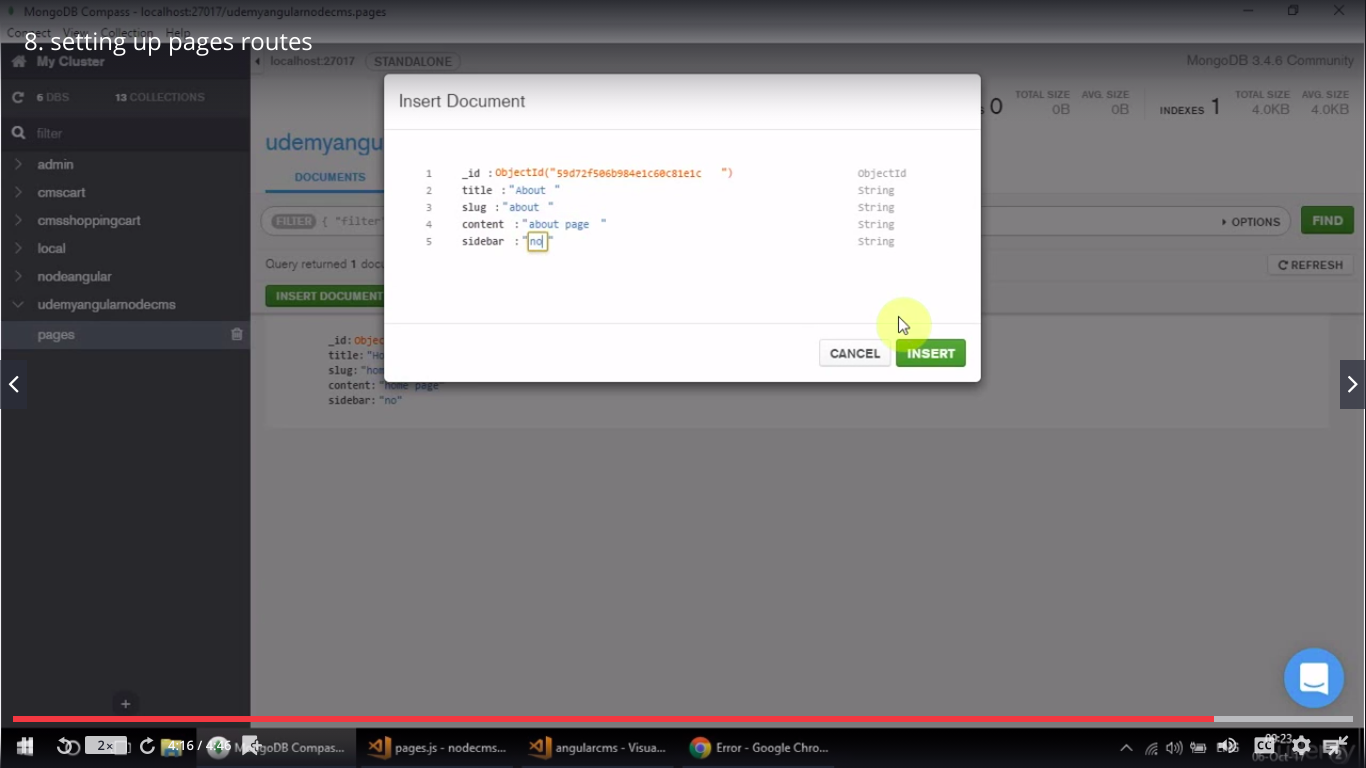 MongoDB Compass - localhost:27017/udemyangularnodecms.pages
Connect View Collection Help
8. setting up pages routes
My Cluster
localhost:27017 STANDALONE
MongoDB 3.4.6 Community
6 DBS 13 COLLECTIONS
filter
admin
cmscart
cmsshoppingcart
local
nodeangular
udemyangularnodecms
pages
udemyangu
0
TOTAL SIZE AVG. SIZE
0B 0B
INDEXES 1
TOTAL SIZE AVG. SIZE
4.0KB 4.0KB
DOCUMENTS
FILTER { "filter"
OPTIONS
FIND
Query returned 1
REFRESH
INSERT DOCUMENT
Insert Document
1 _id : ObjectId("59d72f506b984e1c60c81e1c ") ObjectId
2 title : "About " String
3 slug : "about " String
4 content : "about page " String
5 sidebar : "no" String
CANCEL INSERT
_id: Objec
title: "Ho
slug: "hom
content: "home page"
sidebar: "no"
2×
4:16 / 4:46
goDB Compas...
pages.js - nodecms...
angularcms - Visua...
Error - Google Chro...
CC
06-Oct-17